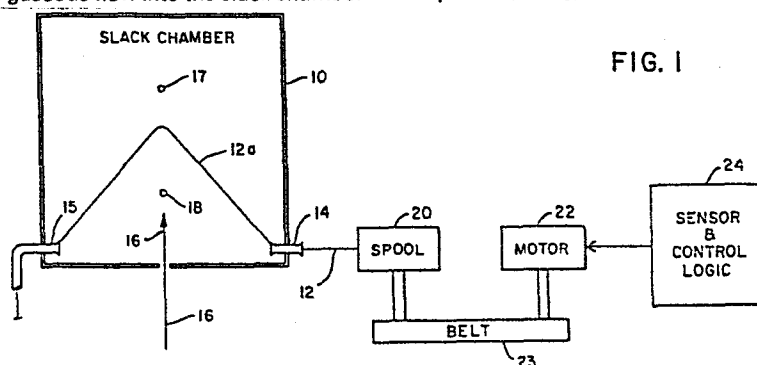 SLACK CHAMBER
FIG. 1
17
10
12a
24
15
18
14
20
22
SENSOR
&
CONTROL
LOGIC
16
SPOOL
MOTOR
12
16
BELT
23